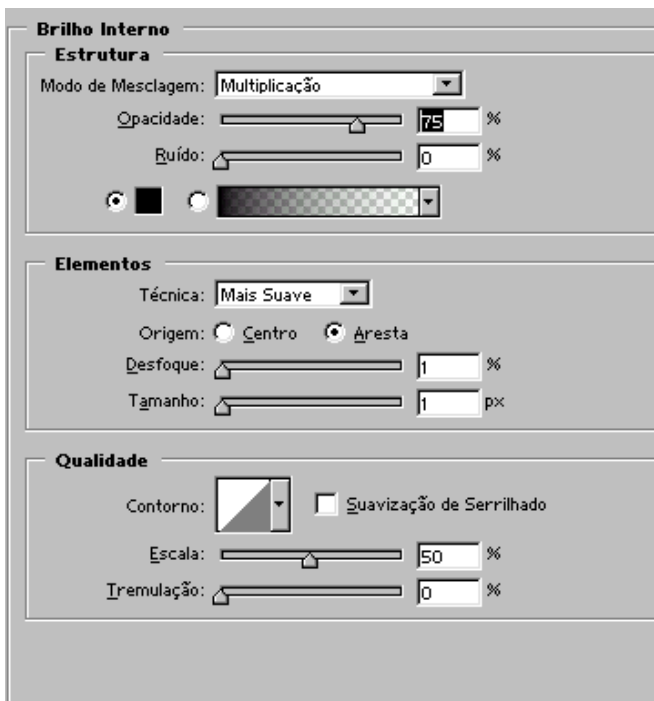 Brilho Interno
Estrutura
Modo de Mesclagem: Multiplicação
Opacidade: 75 %
Ruído: 0 %
Elementos
Técnica: Mais Suave
Origem: Centro Aresta
Desfoque: 1 %
Tamanho: 1 px
Qualidade
Contorno: Suavização de Serrilhado
Escala: 50 %
Tremulação: 0 %